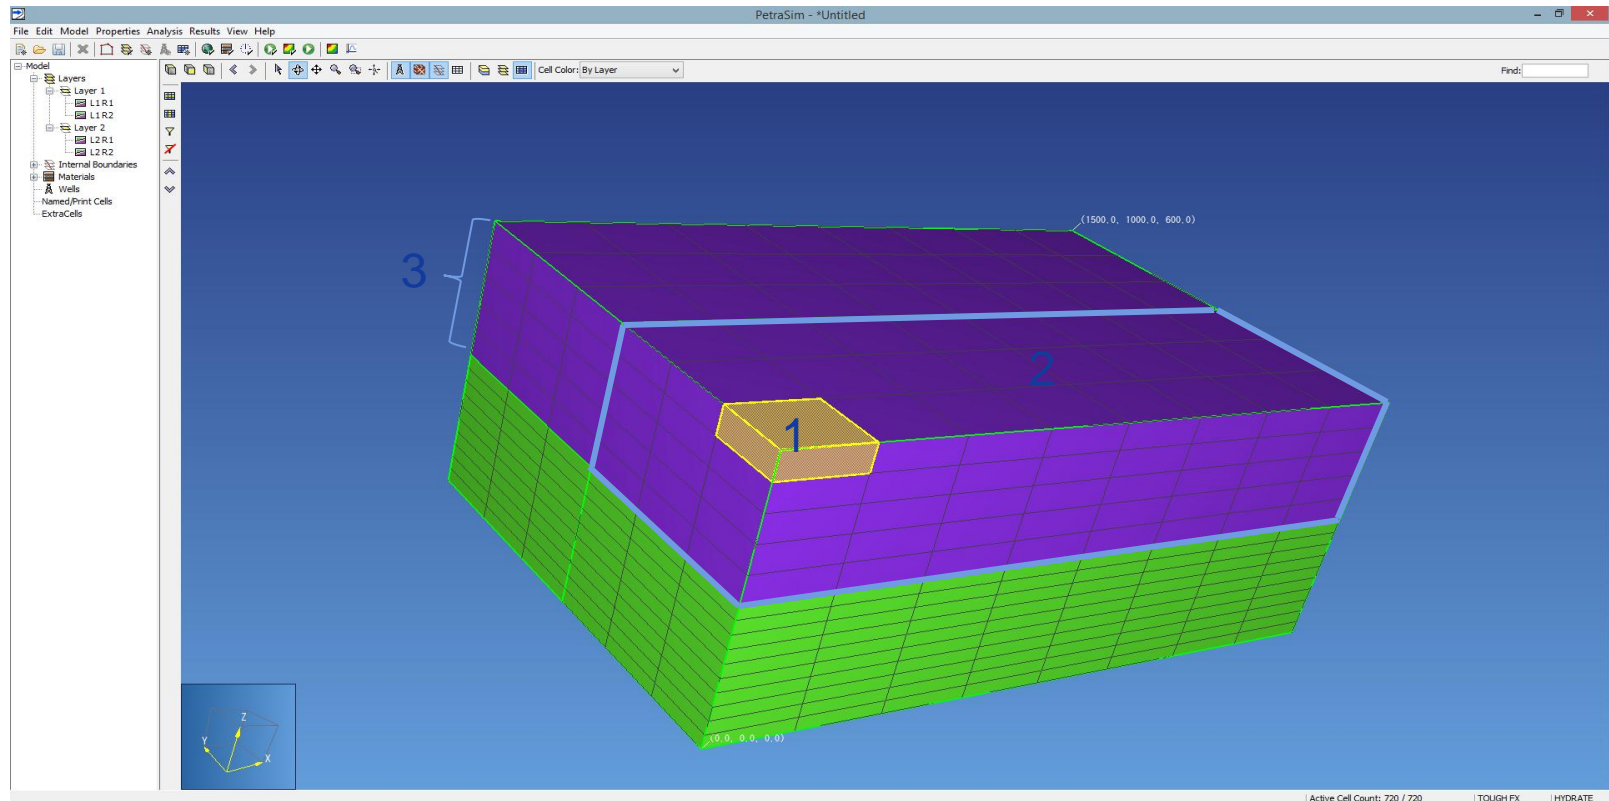 PetraSim - *Untitled
File Edit Model Properties Analysis Results View Help
Model
Layers
Layer 1
L1R1
L1R2
Layer 2
L2R1
L2R2
Internal Boundaries
Materials
Wells
Named/Print Cells
ExtraCells
Cell Color: By Layer
Find:
(1500.0, 1000.0, 600.0)
3
2
1
(0.0, 0.0, 0.0)
Z
Y
X
Active Cell Count: 720 / 720 TOUGH FX HYDRATE